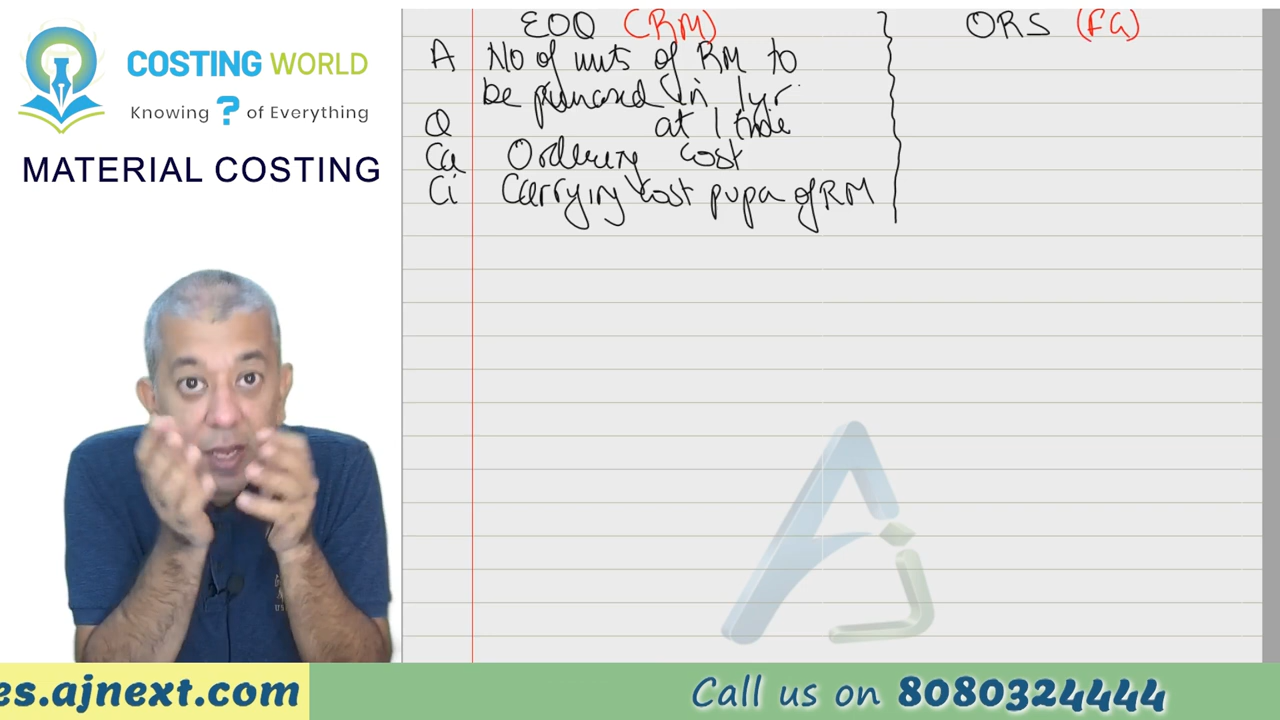 COSTING WORLD
Knowing ? of Everything
MATERIAL COSTING
EOQ (RM)
ORS (FG)
A No of units of RM to
be purchased in 1yr.
Q at 1 time
Ca Ordering cost
Ci Carrying cost pupa of RM
es.ajnext.com
Call us on 8080324444